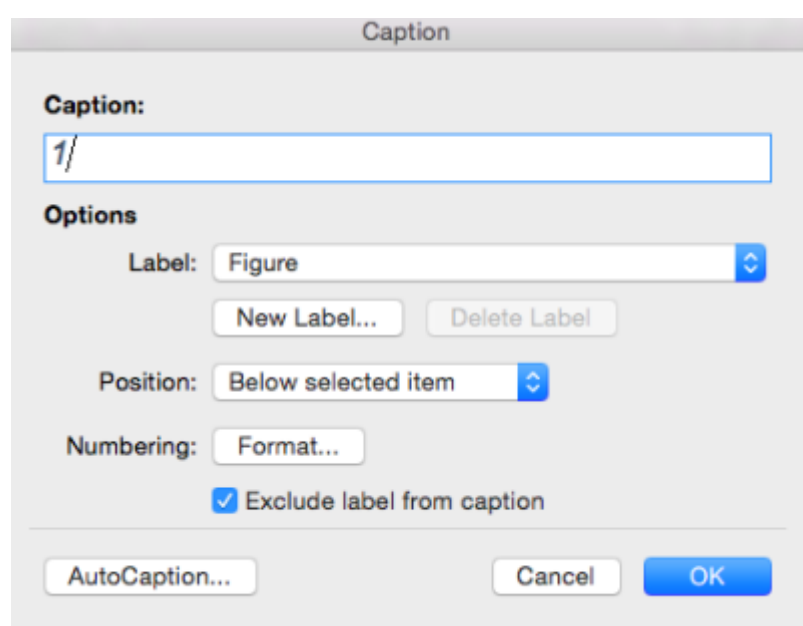 Caption
Caption:
1
Options
Label: Figure
New Label... Delete Label
Position: Below selected item
Numbering: Format...
Exclude label from caption
AutoCaption... Cancel OK